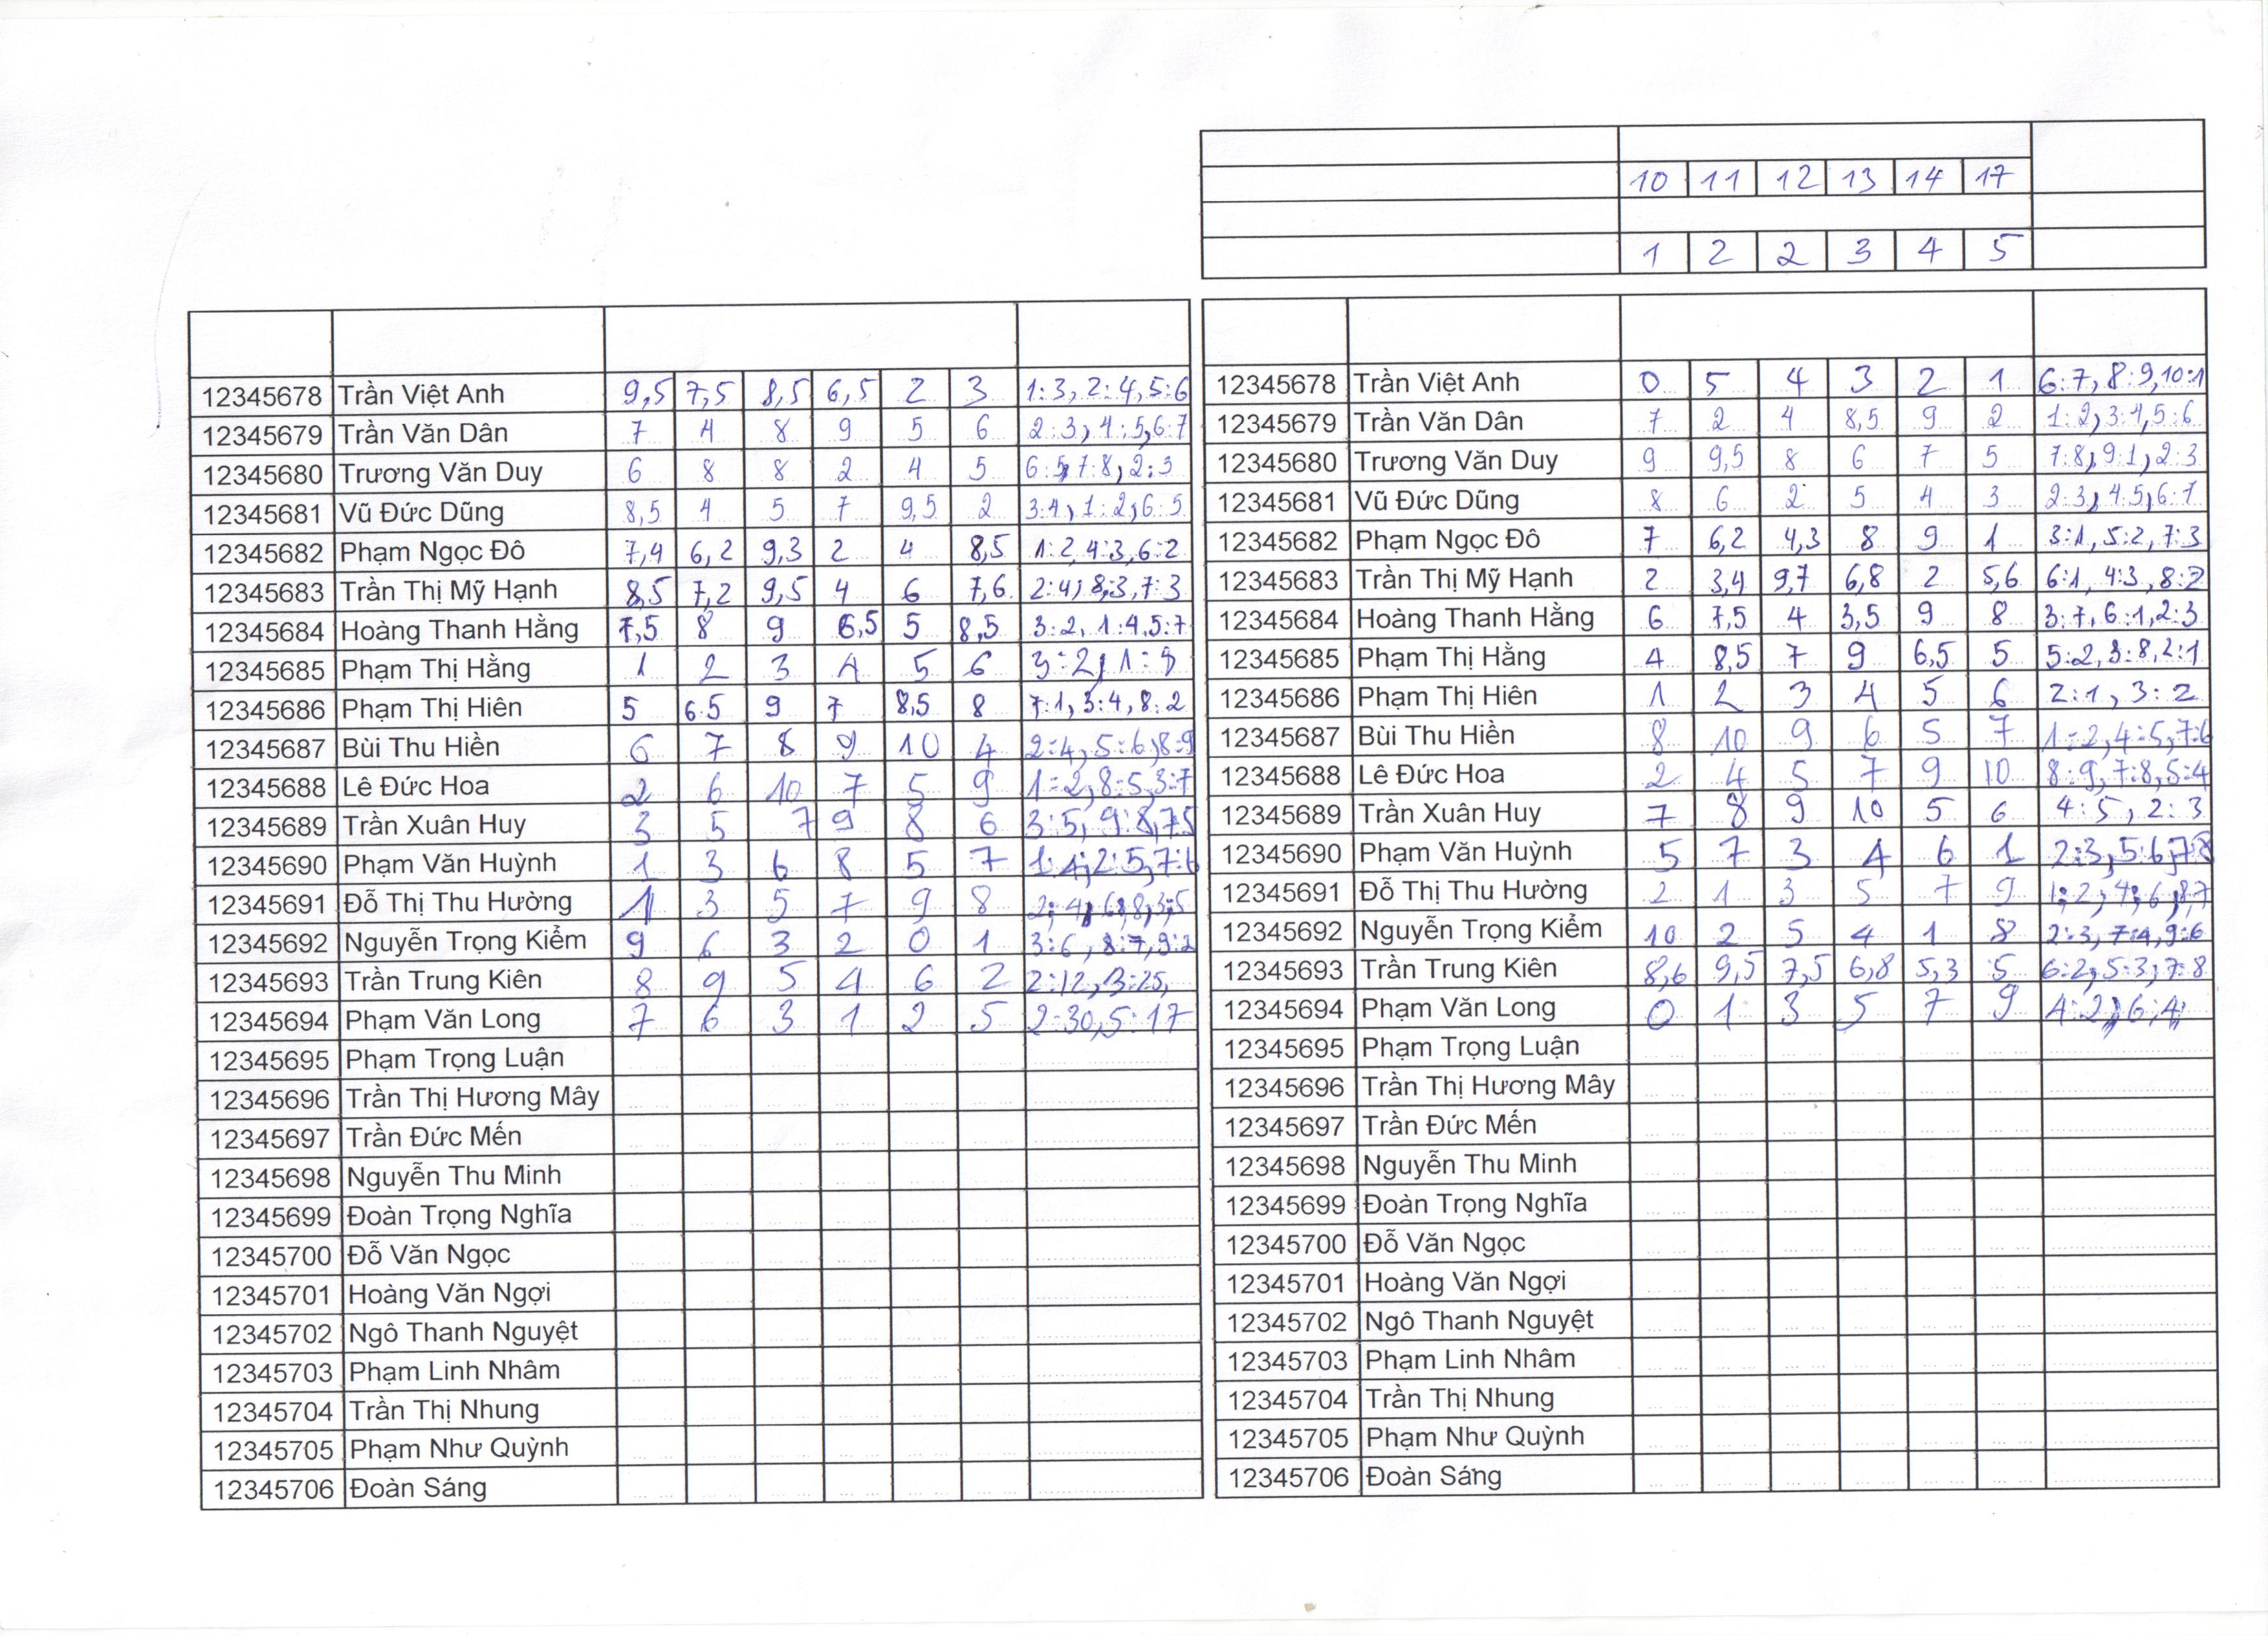 10 11 12 13 14 17
1 2 2 3 4 5
12345678 Trần Việt Anh 9,5 7,5 8,5 6,5 2 3 1:3, 2:4, 5:6
12345679 Trần Văn Dân 7 4 8 9 5 6 2:3, 4:5, 6:7
12345680 Trương Văn Duy 6 8 8 2 4 5 6:5, 7:8, 2:3
12345681 Vũ Đức Dũng 8,5 4 5 7 9,5 2 3:4, 1:2, 6:5
12345682 Phạm Ngọc Đô 7,4 6,2 9,3 2 4 8,5 1:2, 4:3, 6:2
12345683 Trần Thị Mỹ Hạnh 8,5 7,2 9,5 4 6 7,6 2:4, 8:3, 7:3
12345684 Hoàng Thanh Hằng 7,5 8 9 6,5 5 8,5 3:2, 1:4, 5:7
12345685 Phạm Thị Hằng 1 2 3 4 5 6 3:2, 1:
12345686 Phạm Thị Hiên 5 6.5 9 7 8,5 8 7:1, 3:4, 8:2
12345687 Bùi Thu Hiền 6 7 8 9 10 4 2:4, 5:6, 8:9
12345688 Lê Đức Hoa 2 6 10 7 5 9 1:2, 8:5, 3:7
12345689 Trần Xuân Huy 3 5 7 9 8 6 3:5, 9:8, 7:5
12345690 Phạm Văn Huỳnh 1 3 6 8 5 7 1:4, 2:5, 7:6
12345691 Đỗ Thị Thu Hường 1 3 5 7 9 8 2:4, 6:8, 3:5
12345692 Nguyễn Trọng Kiểm 9 6 3 2 0 1 3:6, 8:7, 9:2
12345693 Trần Trung Kiên 8 9 5 4 6 2 2:12, 3:25,
12345694 Phạm Văn Long 7 6 3 1 2 5 2:30, 5:17
12345695 Phạm Trọng Luận
12345696 Trần Thị Hương Mây
12345697 Trần Đức Mến
12345698 Nguyễn Thu Minh
12345699 Đoàn Trọng Nghĩa
12345700 Đỗ Văn Ngọc
12345701 Hoàng Văn Ngợi
12345702 Ngô Thanh Nguyệt
12345703 Phạm Linh Nhâm
12345704 Trần Thị Nhung
12345705 Phạm Như Quỳnh
12345706 Đoàn Sáng
12345678 Trần Việt Anh 0 5 4 3 2 1 6:7, 8:9, 10:1
12345679 Trần Văn Dân 7 2 4 8,5 9 2 1:2, 3:4, 5:6
12345680 Trương Văn Duy 9 9,5 8 6 7 5 7:8, 9:1, 2:3
12345681 Vũ Đức Dũng 8 6 2 5 4 3 2:3, 4:5, 6:7
12345682 Phạm Ngọc Đô 7 6,2 4,3 8 9 1 3:1, 5:2, 7:3
12345683 Trần Thị Mỹ Hạnh 2 3,4 9,7 6,8 2 5,6 6:1, 4:3, 8:2
12345684 Hoàng Thanh Hằng 6 7,5 4 3,5 9 8 3:7, 6:1, 2:3
12345685 Phạm Thị Hằng 4 8,5 7 9 6,5 5 5:2, 3:8, 2:1
12345686 Phạm Thị Hiên 1 2 3 4 5 6 2:1, 3:2
12345687 Bùi Thu Hiền 8 10 9 6 5 7 1:2, 4:5, 7:6
12345688 Lê Đức Hoa 2 4 5 7 9 10 8:9, 7:8, 5:4
12345689 Trần Xuân Huy 7 8 9 10 5 6 4:5, 2:3
12345690 Phạm Văn Huỳnh 5 7 3 4 6 1 2:3, 5:6, 7:8
12345691 Đỗ Thị Thu Hường 2 1 3 5 7 9 1:2, 4:6, 8:7
12345692 Nguyễn Trọng Kiểm 10 2 5 4 1 8 2:3, 7:4, 9:6
12345693 Trần Trung Kiên 8,6 9,5 7,5 6,8 5,3 5 6:2, 5:3, 7:8
12345694 Phạm Văn Long 0 1 3 5 7 9 4:2, 6:4,
12345695 Phạm Trọng Luận
12345696 Trần Thị Hương Mây
12345697 Trần Đức Mến
12345698 Nguyễn Thu Minh
12345699 Đoàn Trọng Nghĩa
12345700 Đỗ Văn Ngọc
12345701 Hoàng Văn Ngợi
12345702 Ngô Thanh Nguyệt
12345703 Phạm Linh Nhâm
12345704 Trần Thị Nhung
12345705 Phạm Như Quỳnh
12345706 Đoàn Sáng